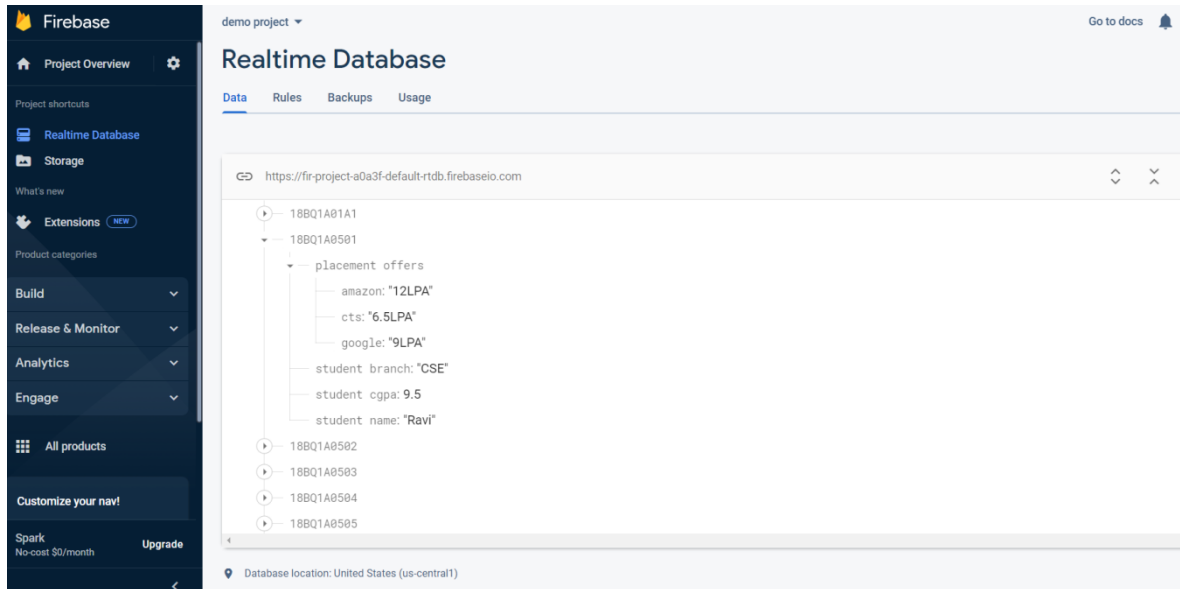 Firebase
Project Overview
Project shortcuts
Realtime Database
Storage
What's new
Extensions NEW
Product categories
Build
Release & Monitor
Analytics
Engage
All products
Customize your nav!
Spark
No-cost $0/month
Upgrade
demo project
Go to docs
Realtime Database
Data Rules Backups Usage
https://fir-project-a0a3f-default-rtdb.firebaseio.com
18BQ1A01A1
18BQ1A0501
placement offers
amazon: "12LPA"
cts: "6.5LPA"
google: "9LPA"
student branch: "CSE"
student cgpa: 9.5
student name: "Ravi"
18BQ1A0502
18BQ1A0503
18BQ1A0504
18BQ1A0505
Database location: United States (us-central1)